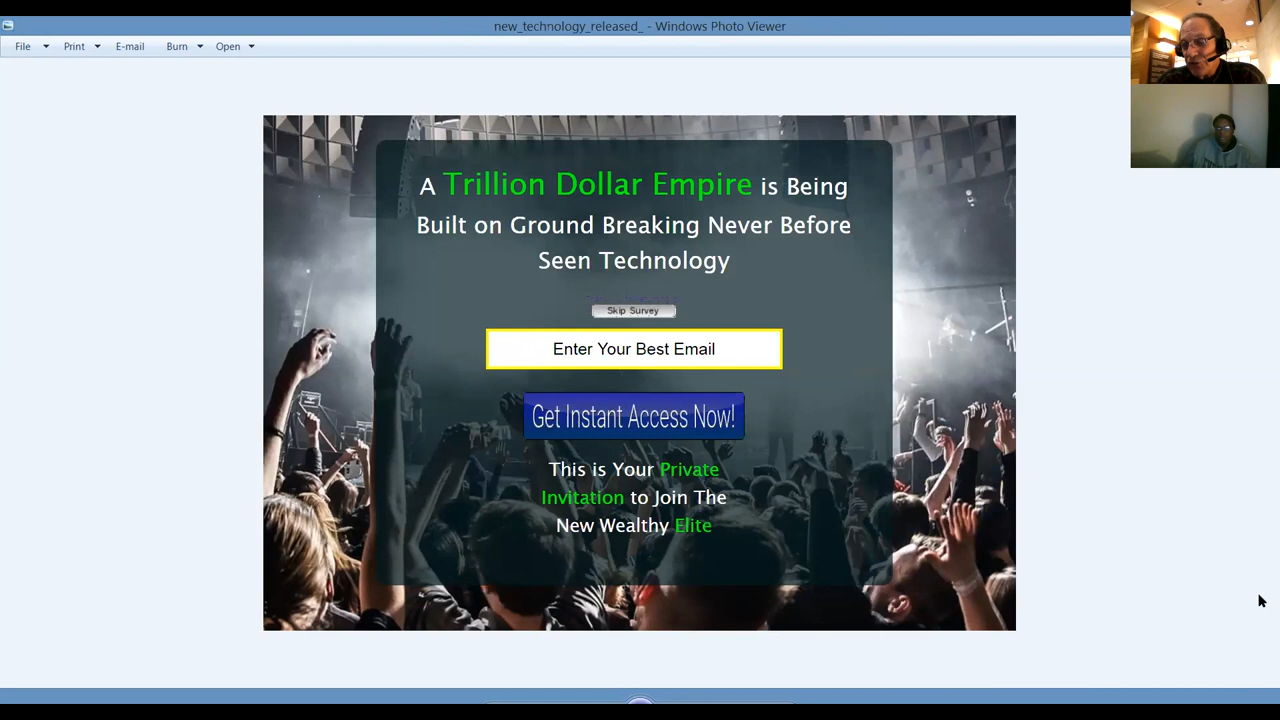 new_technology_released_ - Windows Photo Viewer
File Print E-mail Burn Open
A Trillion Dollar Empire is Being
Built on Ground Breaking Never Before
Seen Technology
Skip Survey
Enter Your Best Email
Get Instant Access Now!
This is Your Private
Invitation to Join The
New Wealthy Elite